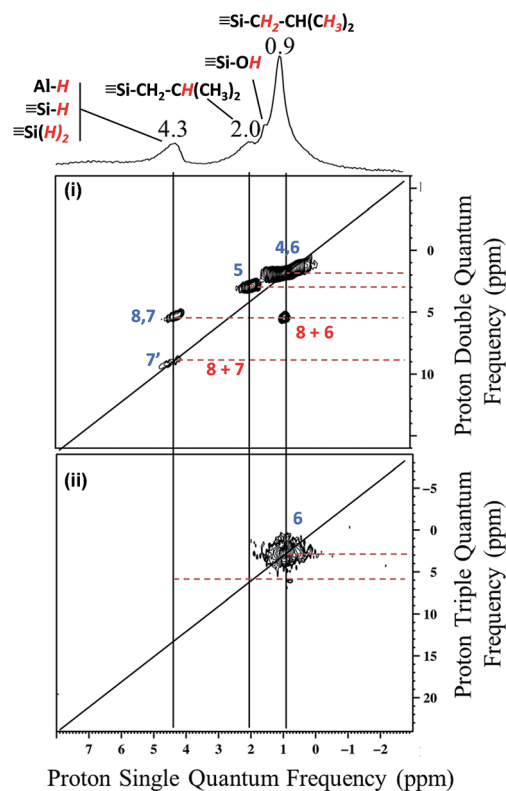 ≡Si-CH2-CH(CH3)2
0.9
≡Si-OH
Al-H
≡Si-H
≡Si(H)2
≡Si-CH2-CH(CH3)2
4.3
2.0
(i)
4,6
5
8,7
8 + 6
7'
8 + 7
0
5
10
Proton Double Quantum
Frequency (ppm)
(ii)
6
-5
0
5
10
15
20
Proton Triple Quantum
Frequency (ppm)
7 6 5 4 3 2 1 0 -1 -2
Proton Single Quantum Frequency (ppm)